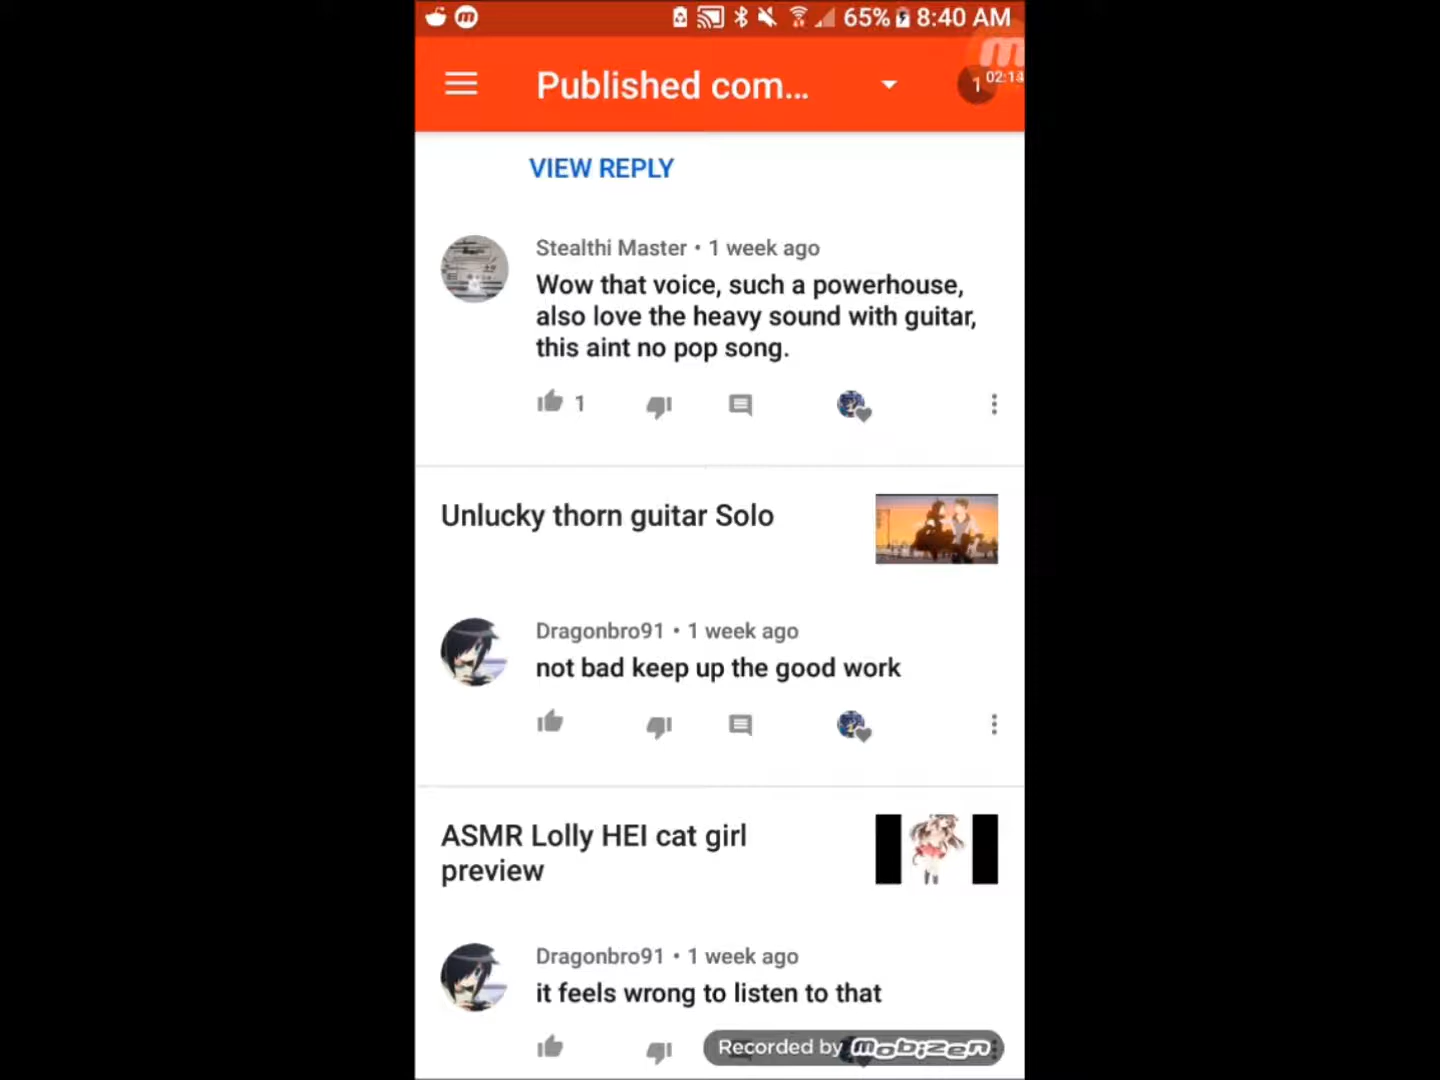 65% 8:40 AM
Published com...
1
02:14
VIEW REPLY
Stealthi Master • 1 week ago
Wow that voice, such a powerhouse,
also love the heavy sound with guitar,
this aint no pop song.
1
Unlucky thorn guitar Solo
Dragonbro91 • 1 week ago
not bad keep up the good work
ASMR Lolly HEI cat girl
preview
Dragonbro91 • 1 week ago
it feels wrong to listen to that
Recorded by mobizen